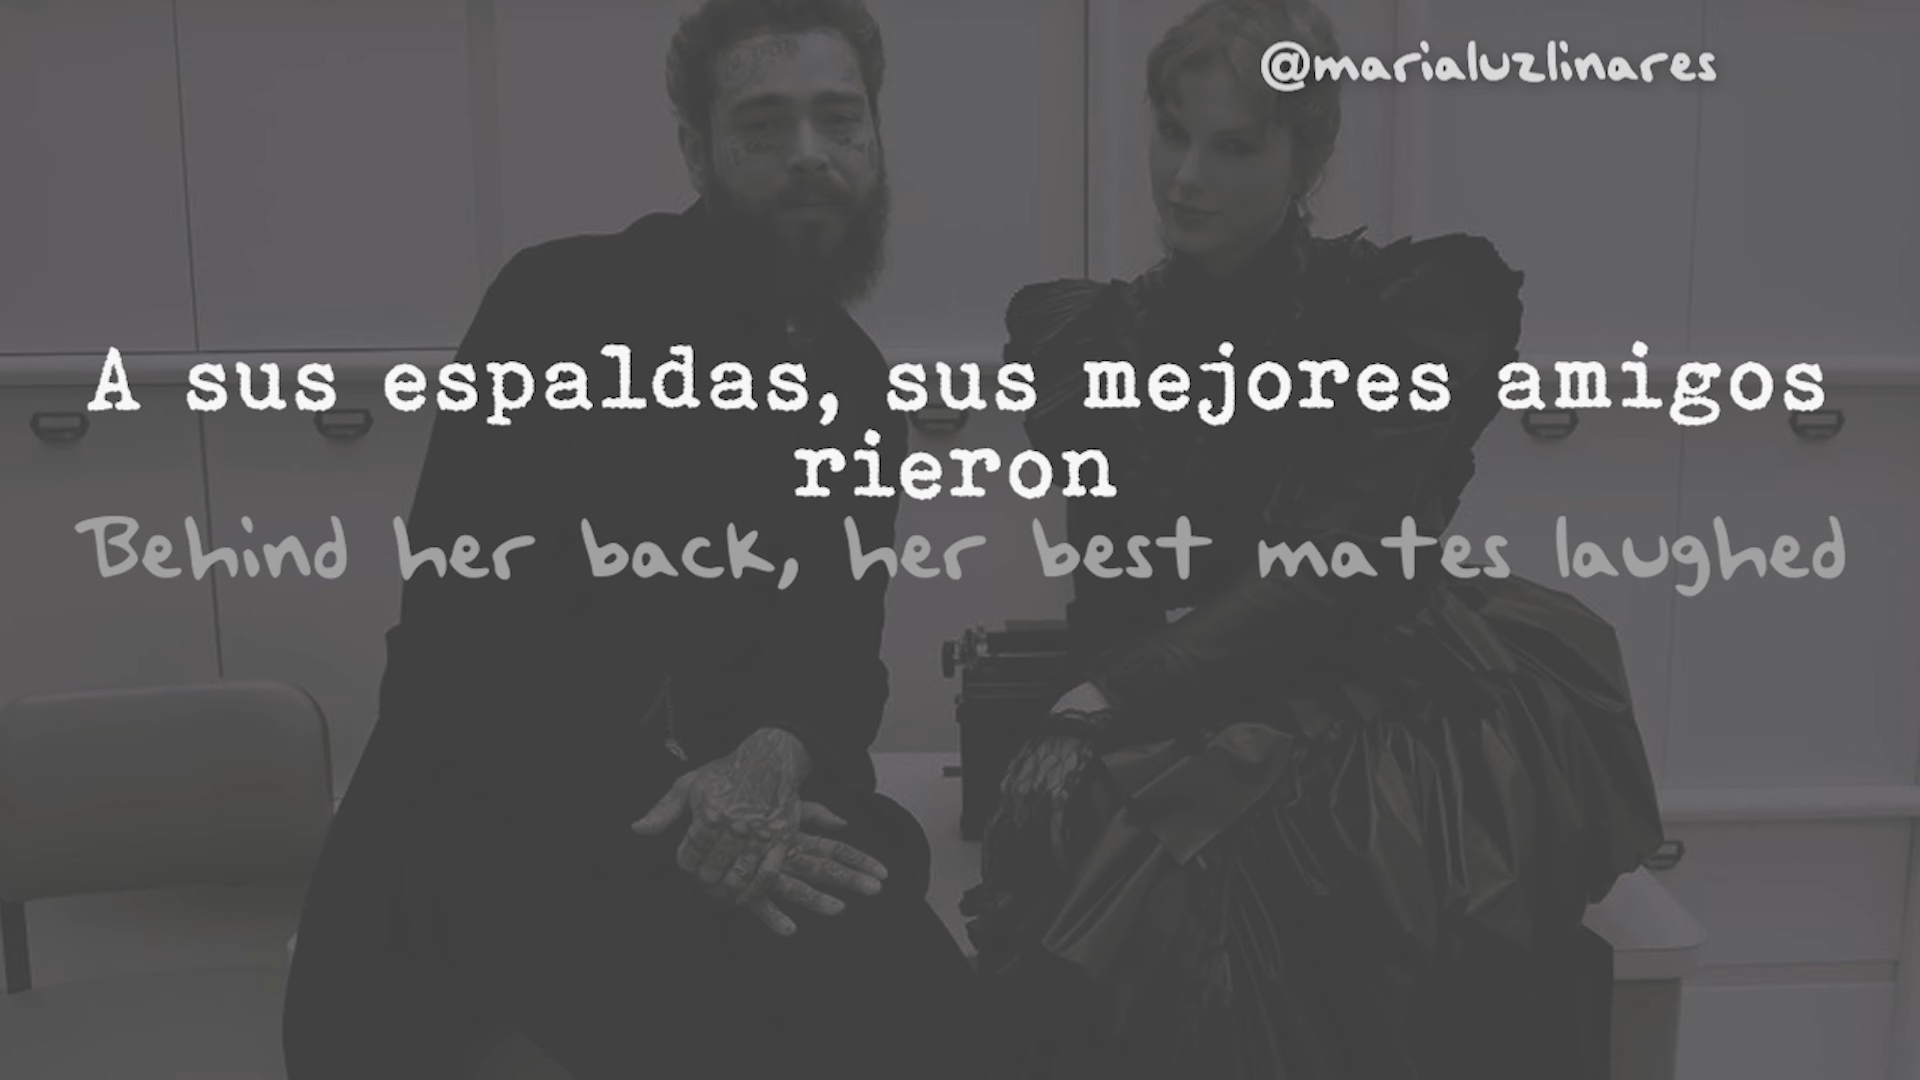 @marialuzlinares
A sus espaldas, sus mejores amigos
rieron
Behind her back, her best mates laughed